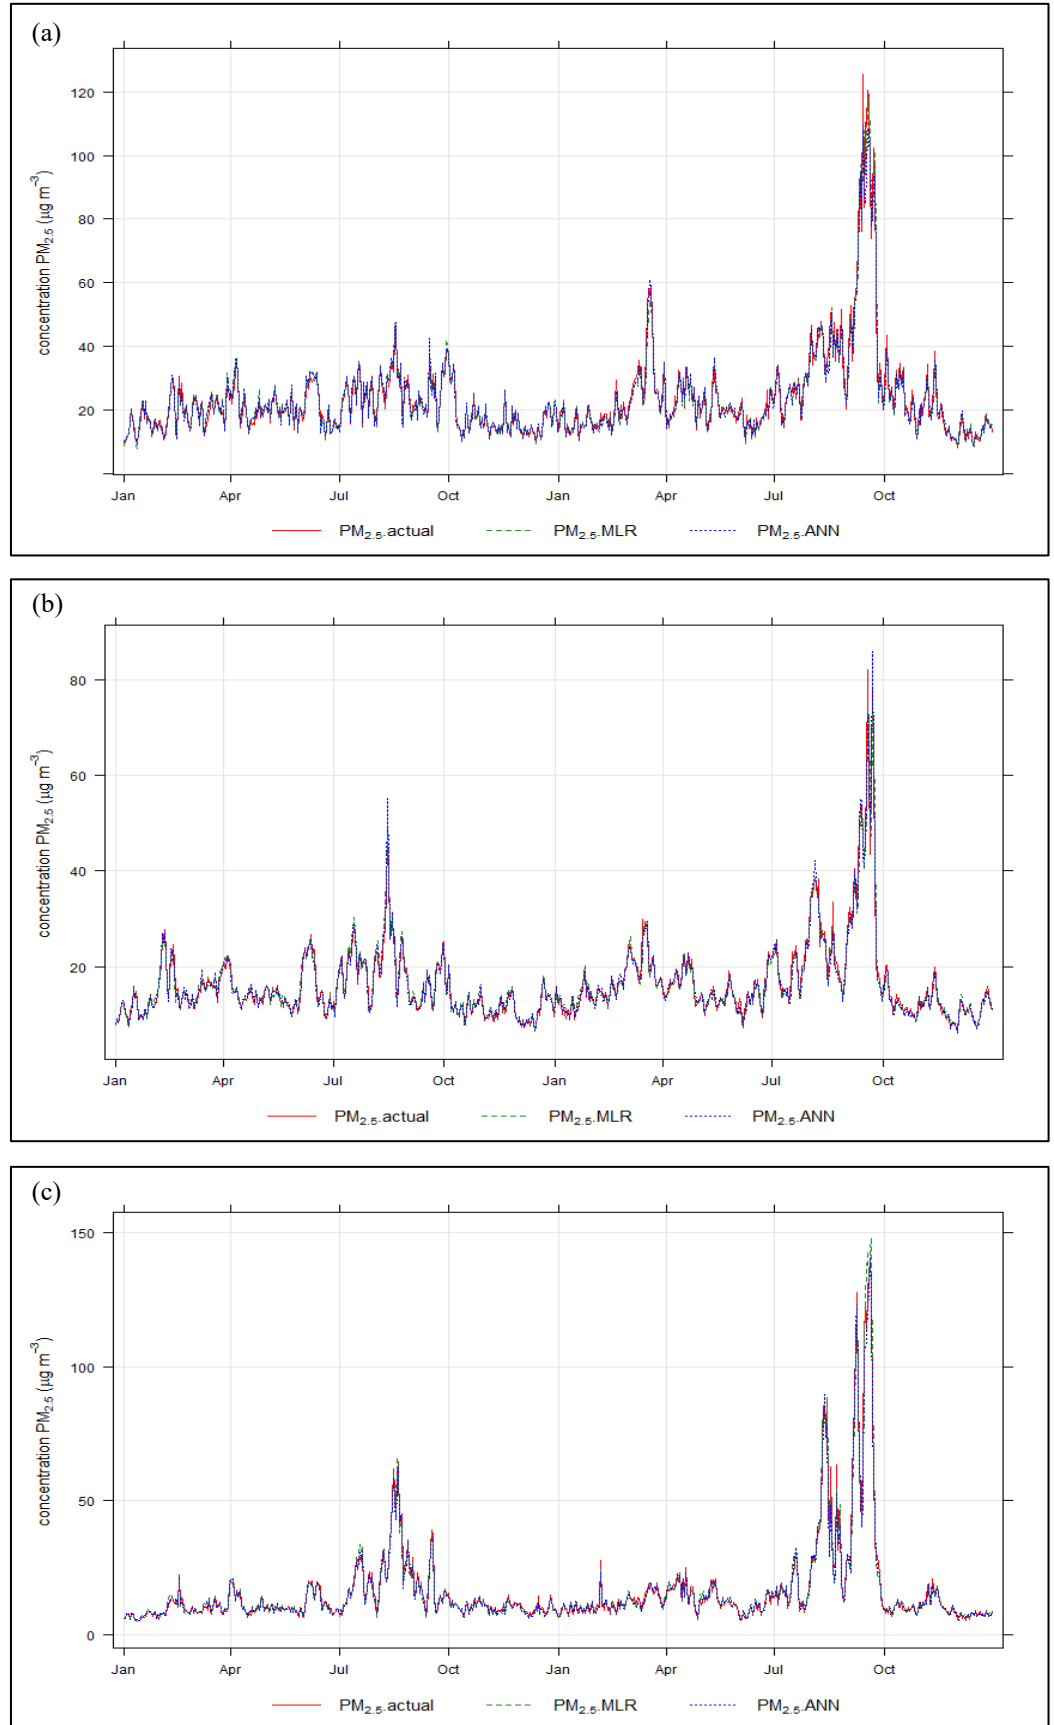 (a)
concentration PM₂.₅ (µg m⁻³)
120
100
80
60
40
20
Jan Apr Jul Oct Jan Apr Jul Oct
PM₂.₅.actual PM₂.₅.MLR PM₂.₅.ANN
(b)
concentration PM₂.₅ (µg m⁻³)
80
60
40
20
Jan Apr Jul Oct Jan Apr Jul Oct
PM₂.₅.actual PM₂.₅.MLR PM₂.₅.ANN
(c)
concentration PM₂.₅ (µg m⁻³)
150
100
50
0
Jan Apr Jul Oct Jan Apr Jul Oct
PM₂.₅.actual PM₂.₅.MLR PM₂.₅.ANN